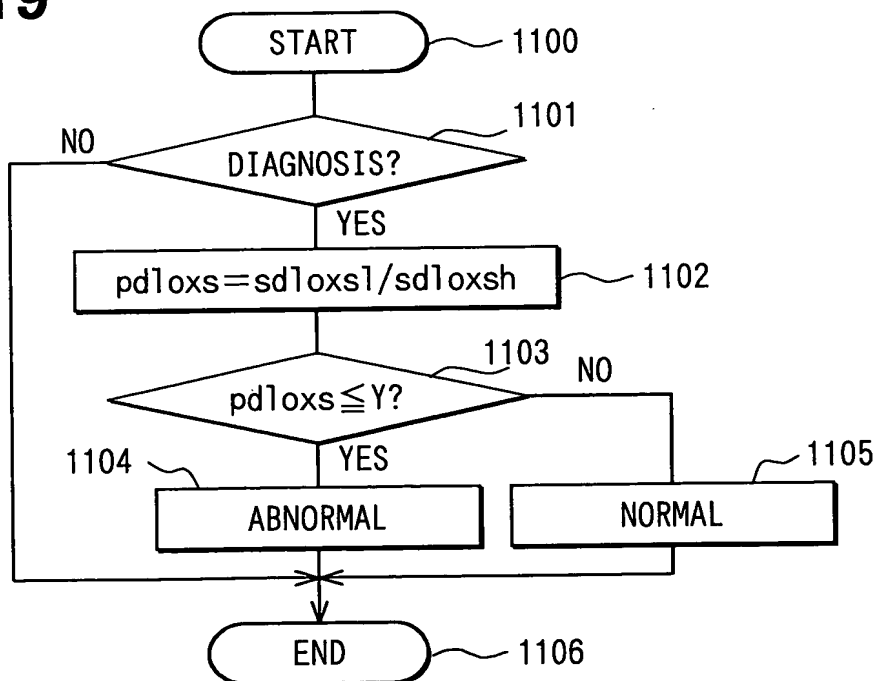 19
START
1100
1101
NO
DIAGNOSIS?
YES
pdloxs=sdloxsl/sdloxsh
1102
1103
NO
pdloxs≦Y?
YES
1104
1105
ABNORMAL
NORMAL
END
1106